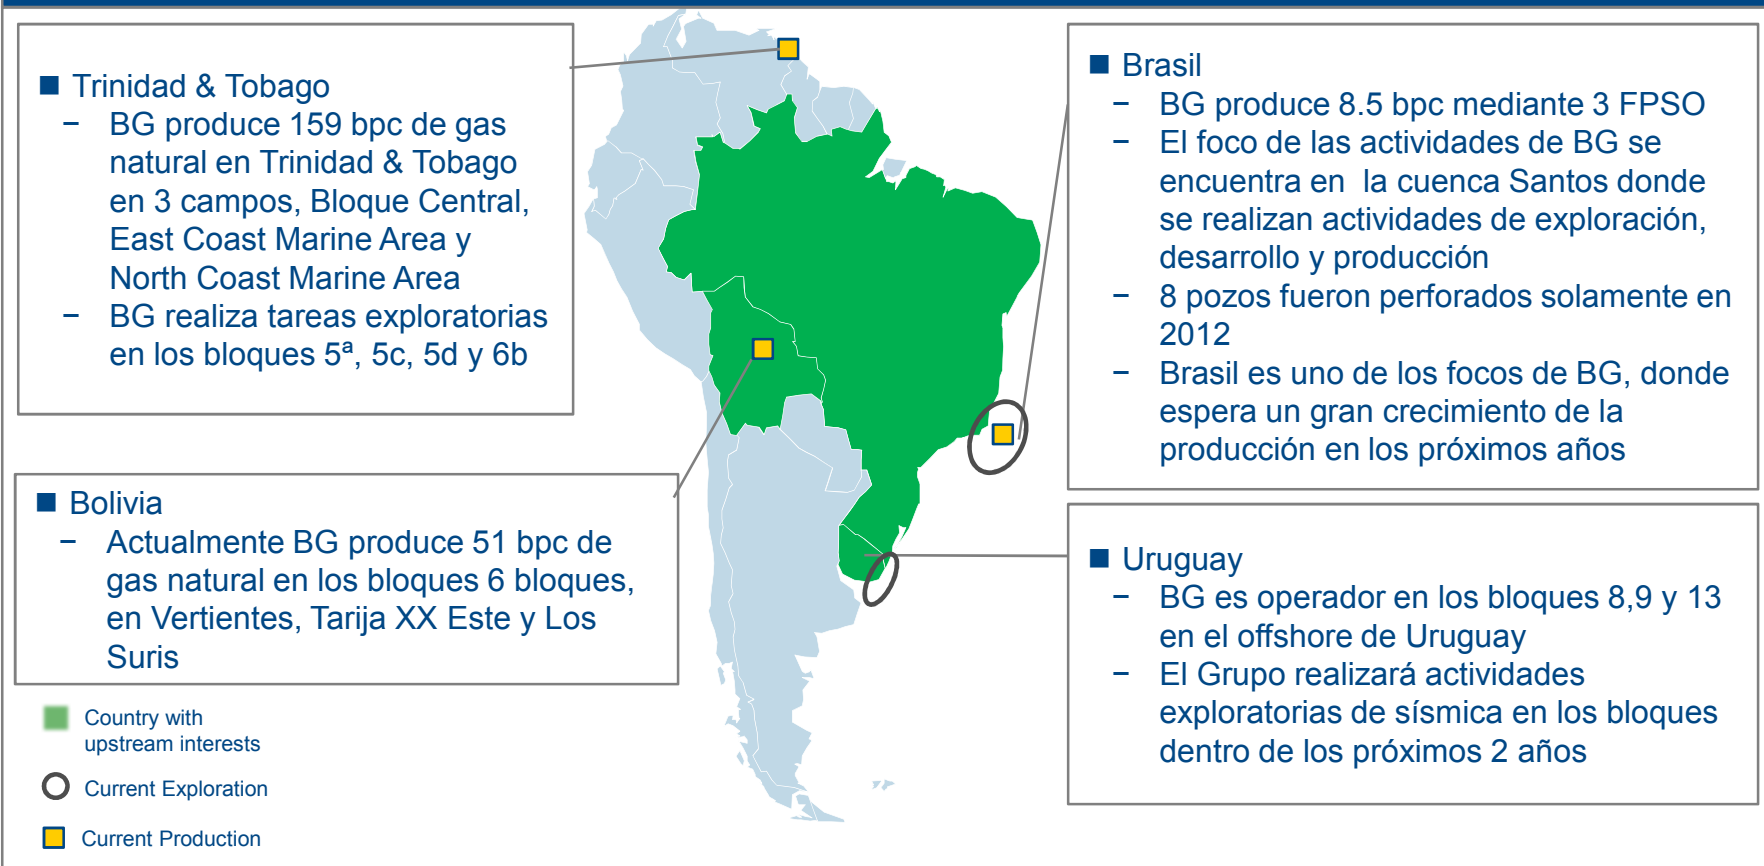 ■ Trinidad & Tobago
− BG produce 159 bpc de gas
natural en Trinidad & Tobago
en 3 campos, Bloque Central,
East Coast Marine Area y
North Coast Marine Area
− BG realiza tareas exploratorias
en los bloques 5ª, 5c, 5d y 6b
■ Bolivia
− Actualmente BG produce 51 bpc de
gas natural en los bloques 6 bloques,
en Vertientes, Tarija XX Este y Los
Suris
Country with
upstream interests
Current Exploration
Current Production
■ Brasil
− BG produce 8.5 bpc mediante 3 FPSO
− El foco de las actividades de BG se
encuentra en la cuenca Santos donde
se realizan actividades de exploración,
desarrollo y producción
− 8 pozos fueron perforados solamente en
2012
− Brasil es uno de los focos de BG, donde
espera un gran crecimiento de la
producción en los próximos años
■ Uruguay
− BG es operador en los bloques 8,9 y 13
en el offshore de Uruguay
− El Grupo realizará actividades
exploratorias de sísmica en los bloques
dentro de los próximos 2 años